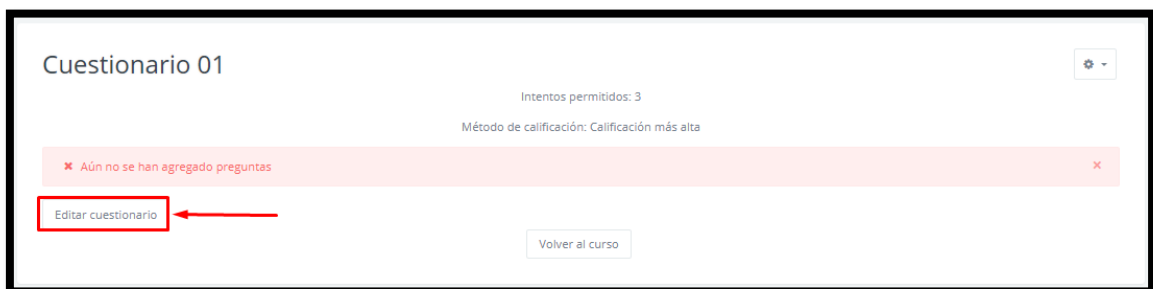 Cuestionario 01
Intentos permitidos: 3
Método de calificación: Calificación más alta
Aún no se han agregado preguntas
Editar cuestionario
Volver al curso